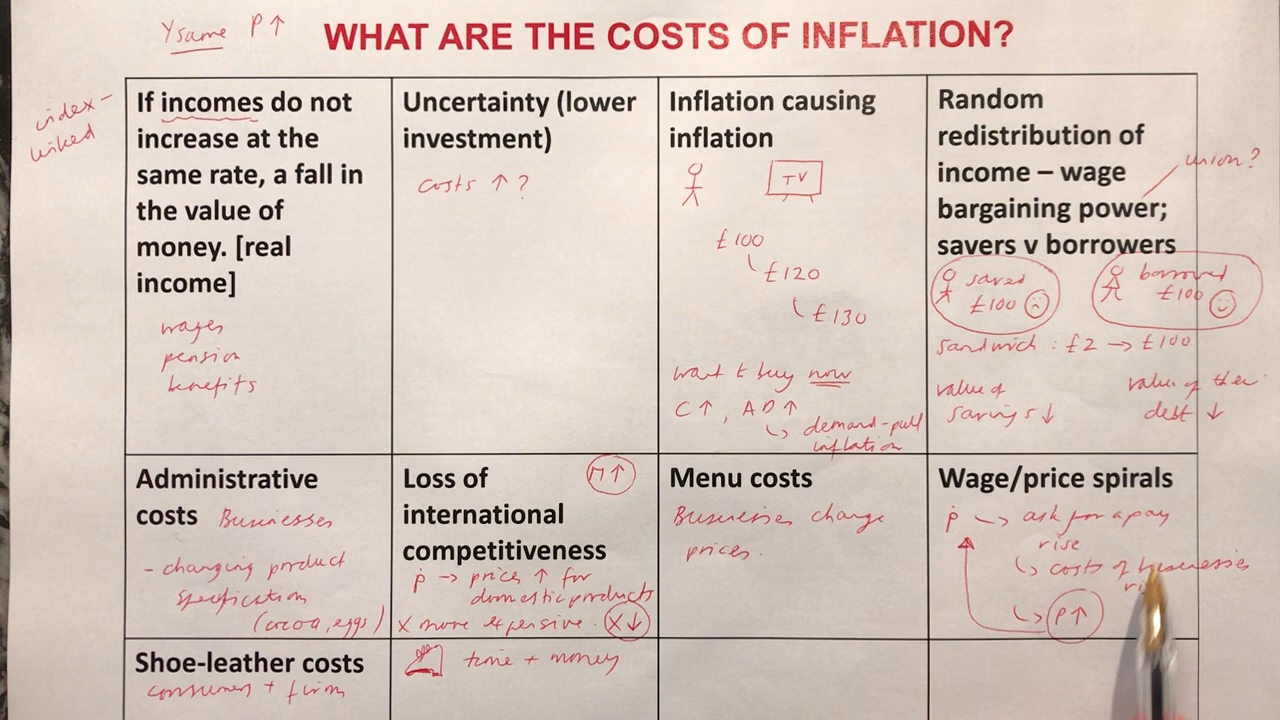 Ysame P↑
WHAT ARE THE COSTS OF INFLATION?
index-
linked
If incomes do not
increase at the
same rate, a fall in
the value of
money. [real
income]
wages
pension
benefits
Uncertainty (lower
investment)
costs ↑ ?
Inflation causing
inflation
TV
£100
£120
£130
want to buy now
C↑, AD↑
demand-pull
inflation
Random
redistribution of
income – wage
bargaining power;
savers v borrowers
union?
saved
£100
borrowed
£100
sandwich : £2 → £100
value of
savings ↓
value of their
debt ↓
Administrative
costs Businesses
- changing product
specification
(cocoa, eggs)
Loss of
international
competitiveness
M↑
ṗ → prices ↑ for
domestic products
X more expensive. X↓
Menu costs
Businesses change
prices.
Wage/price spirals
ṗ → ask for a pay
rise
costs of businesses
P↑
Shoe-leather costs
consumers + firms
time + money